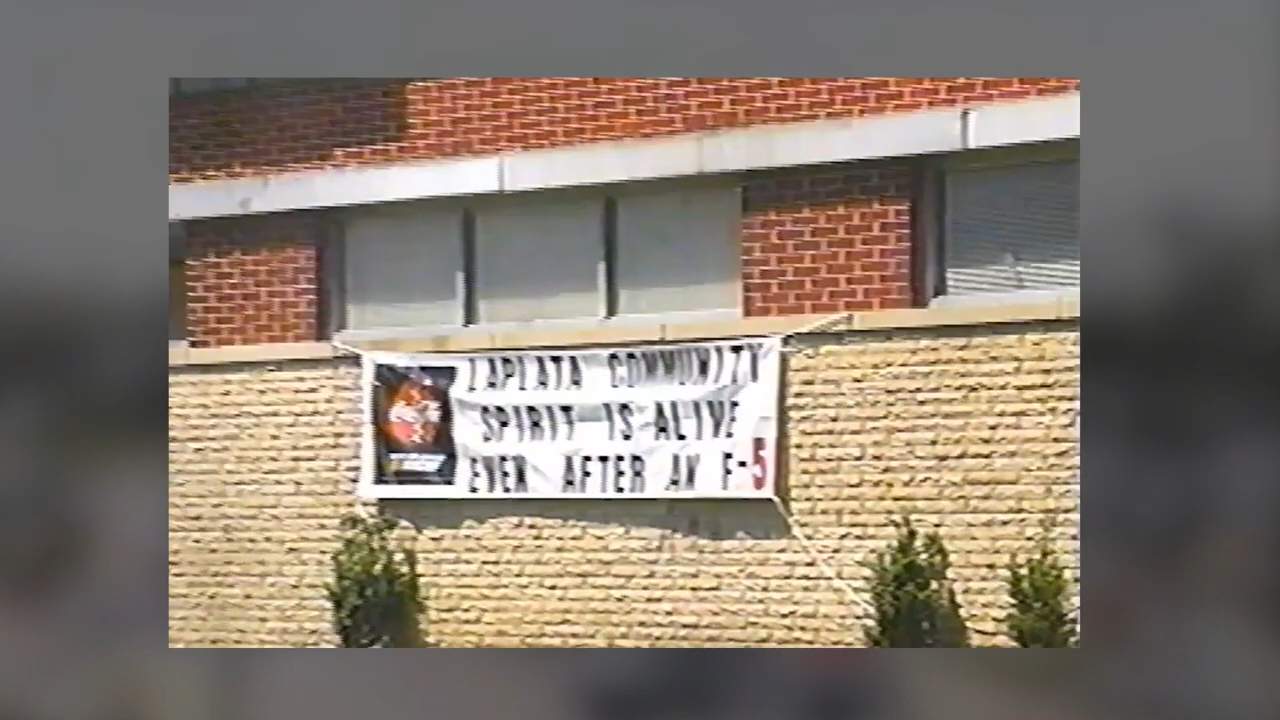 LAPLATA COMMUNITY
SPIRIT IS ALIVE
EVEN AFTER AN F-5